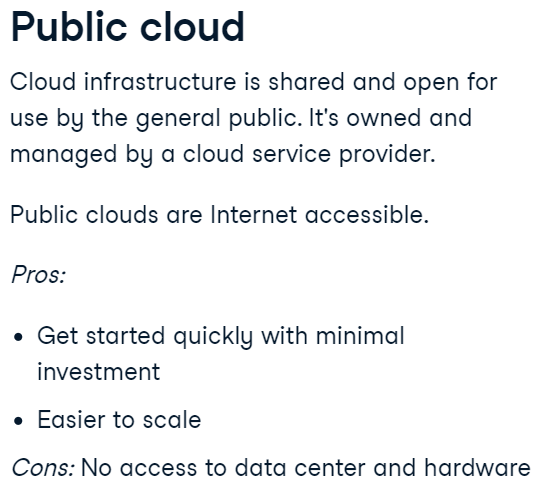 Public cloud
Cloud infrastructure is shared and open for
use by the general public. It's owned and
managed by a cloud service provider.
Public clouds are Internet accessible.
Pros:
• Get started quickly with minimal
investment
• Easier to scale
Cons: No access to data center and hardware